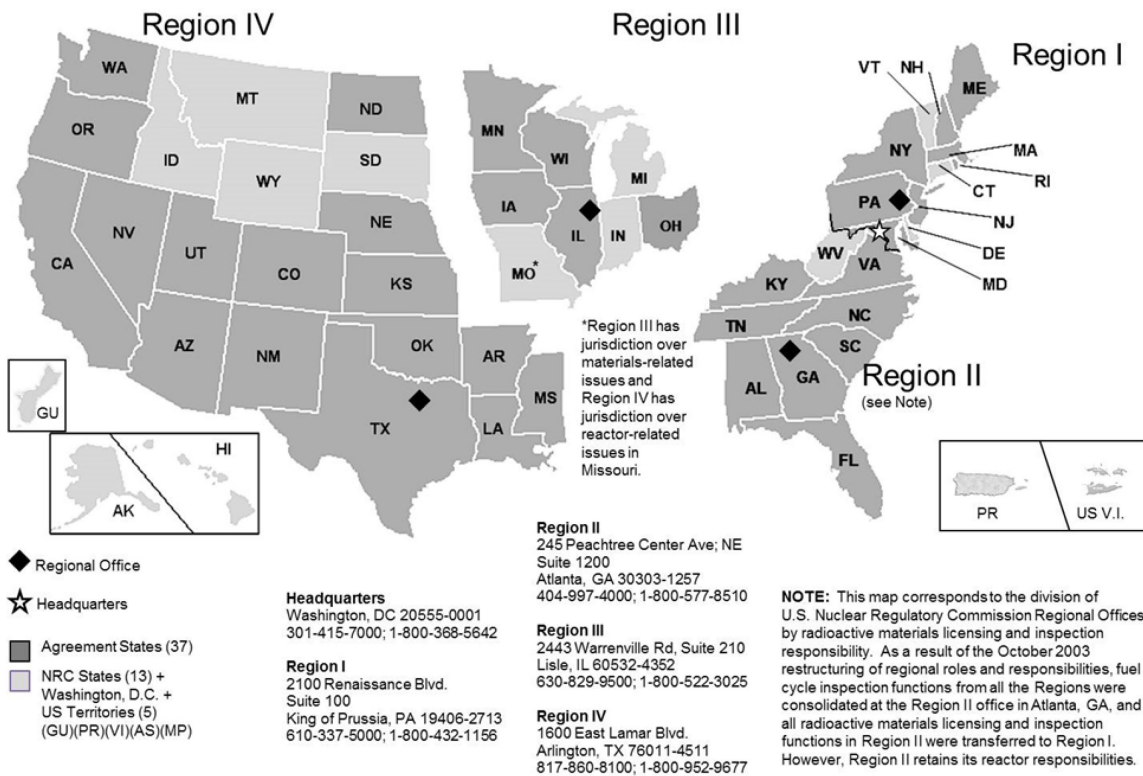 Region IV
Region III
Region I
WA
MT
ND
OR
ID
SD
WY
NE
NV
UT
CO
CA
KS
AZ
NM
OK
AR
TX
LA
MS
GU
HI
AK
MN
WI
MI
IA
IL
IN
OH
MO*
*Region III has
jurisdiction over
materials-related
issues and
Region IV has
jurisdiction over
reactor-related
issues in
Missouri.
VT
NH
ME
NY
MA
RI
CT
PA
NJ
DE
MD
WV
VA
KY
NC
TN
SC
AL
GA
Region II
(see Note)
FL
PR
US V.I.
Regional Office
Headquarters
Agreement States (37)
NRC States (13) +
Washington, D.C. +
US Territories (5)
(GU)(PR)(VI)(AS)(MP)
Headquarters
Washington, DC 20555-0001
301-415-7000; 1-800-368-5642
Region I
2100 Renaissance Blvd.
Suite 100
King of Prussia, PA 19406-2713
610-337-5000; 1-800-432-1156
Region II
245 Peachtree Center Ave; NE
Suite 1200
Atlanta, GA 30303-1257
404-997-4000; 1-800-577-8510
Region III
2443 Warrenville Rd, Suite 210
Lisle, IL 60532-4352
630-829-9500; 1-800-522-3025
Region IV
1600 East Lamar Blvd.
Arlington, TX 76011-4511
817-860-8100; 1-800-952-9677
NOTE: This map corresponds to the division of
U.S. Nuclear Regulatory Commission Regional Offices
by radioactive materials licensing and inspection
responsibility. As a result of the October 2003
restructuring of regional roles and responsibilities, fuel
cycle inspection functions from all the Regions were
consolidated at the Region II office in Atlanta, GA, and
all radioactive materials licensing and inspection
functions in Region II were transferred to Region I.
However, Region II retains its reactor responsibilities.